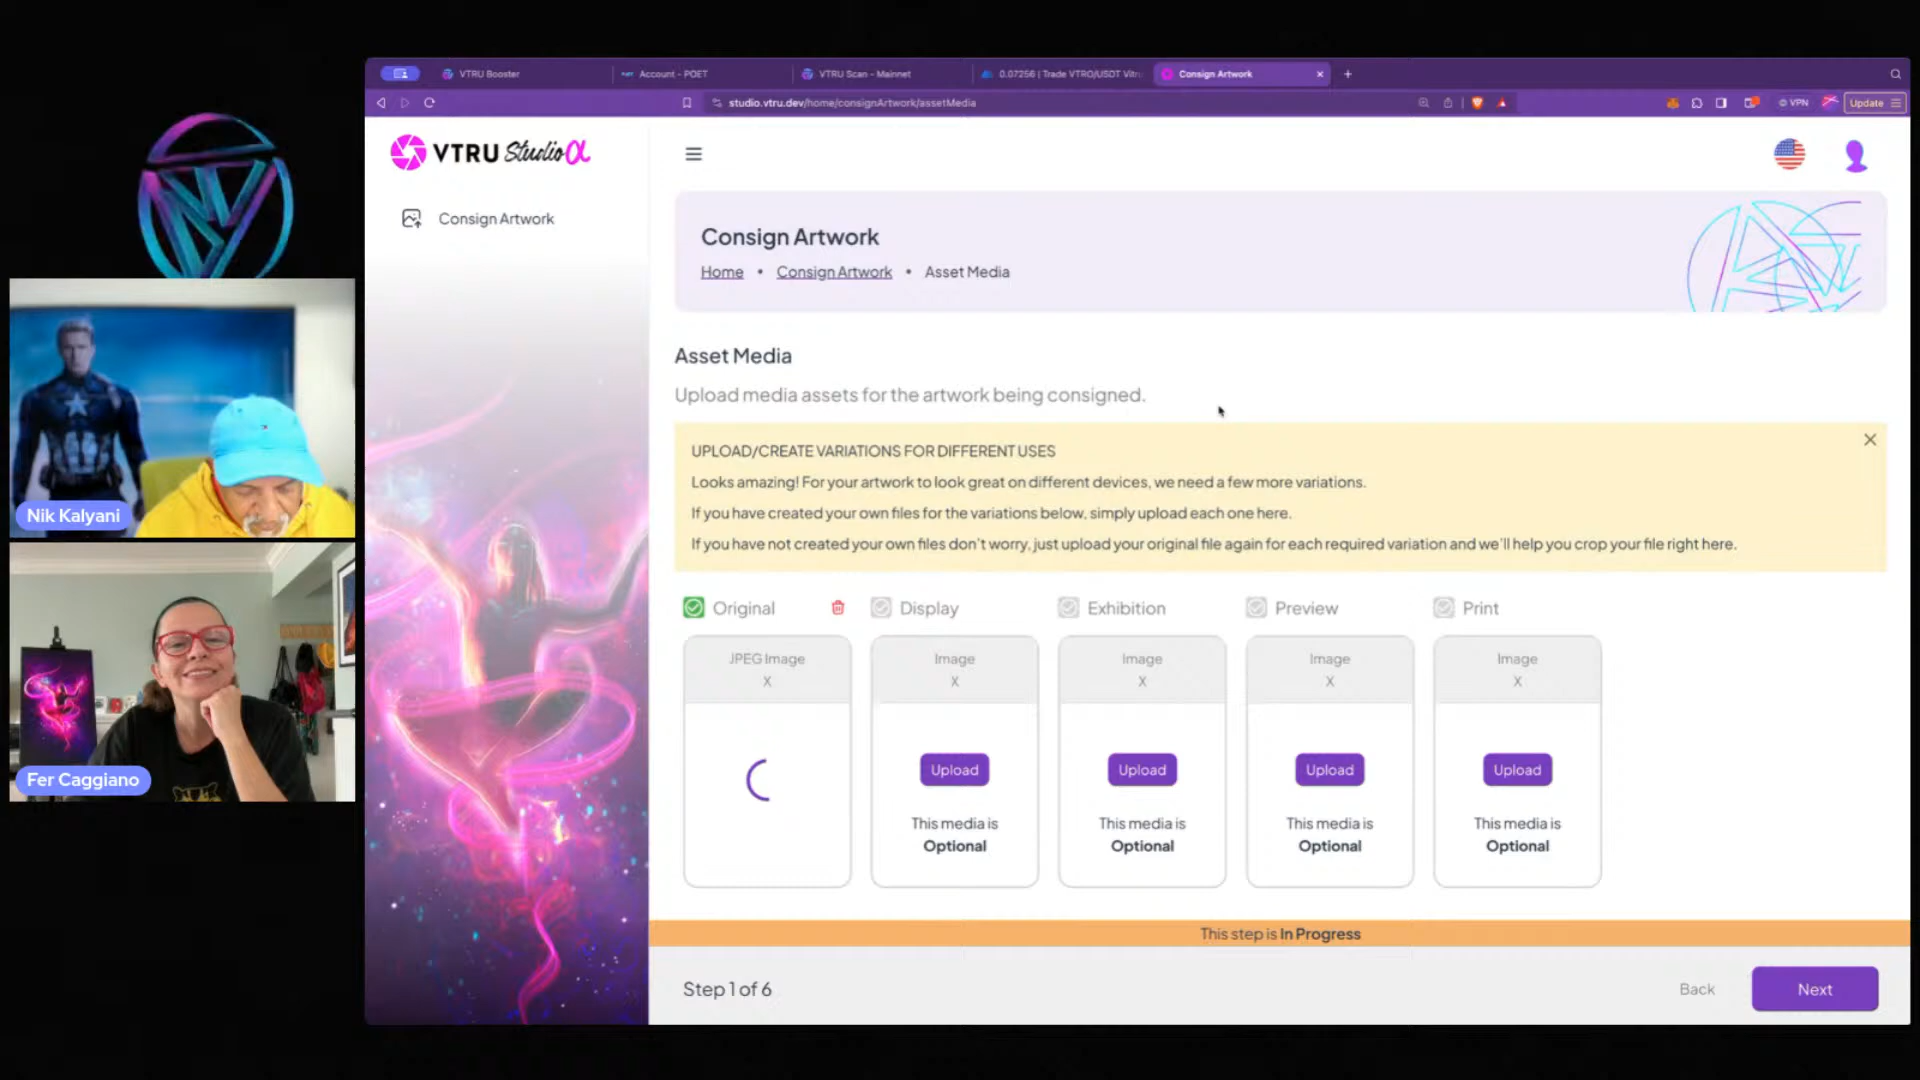 VTRU Booster
Account - POET
VTRU Scan - Mainnet
0.07256 | Trade VTRO/USDT Vitru
Consign Artwork
studio.vtru.dev/home/consignArtwork/assetMedia
VPN
Update
VTRU Studio α
Consign Artwork
Consign Artwork
Home • Consign Artwork • Asset Media
Asset Media
Upload media assets for the artwork being consigned.
UPLOAD/CREATE VARIATIONS FOR DIFFERENT USES
Looks amazing! For your artwork to look great on different devices, we need a few more variations.
If you have created your own files for the variations below, simply upload each one here.
If you have not created your own files don't worry, just upload your original file again for each required variation and we'll help you crop your file right here.
Original
JPEG Image
X
Display
Image
X
Upload
This media is
Optional
Exhibition
Image
X
Upload
This media is
Optional
Preview
Image
X
Upload
This media is
Optional
Print
Image
X
Upload
This media is
Optional
This step is In Progress
Step 1 of 6
Back
Next
Nik Kalyani
Fer Caggiano